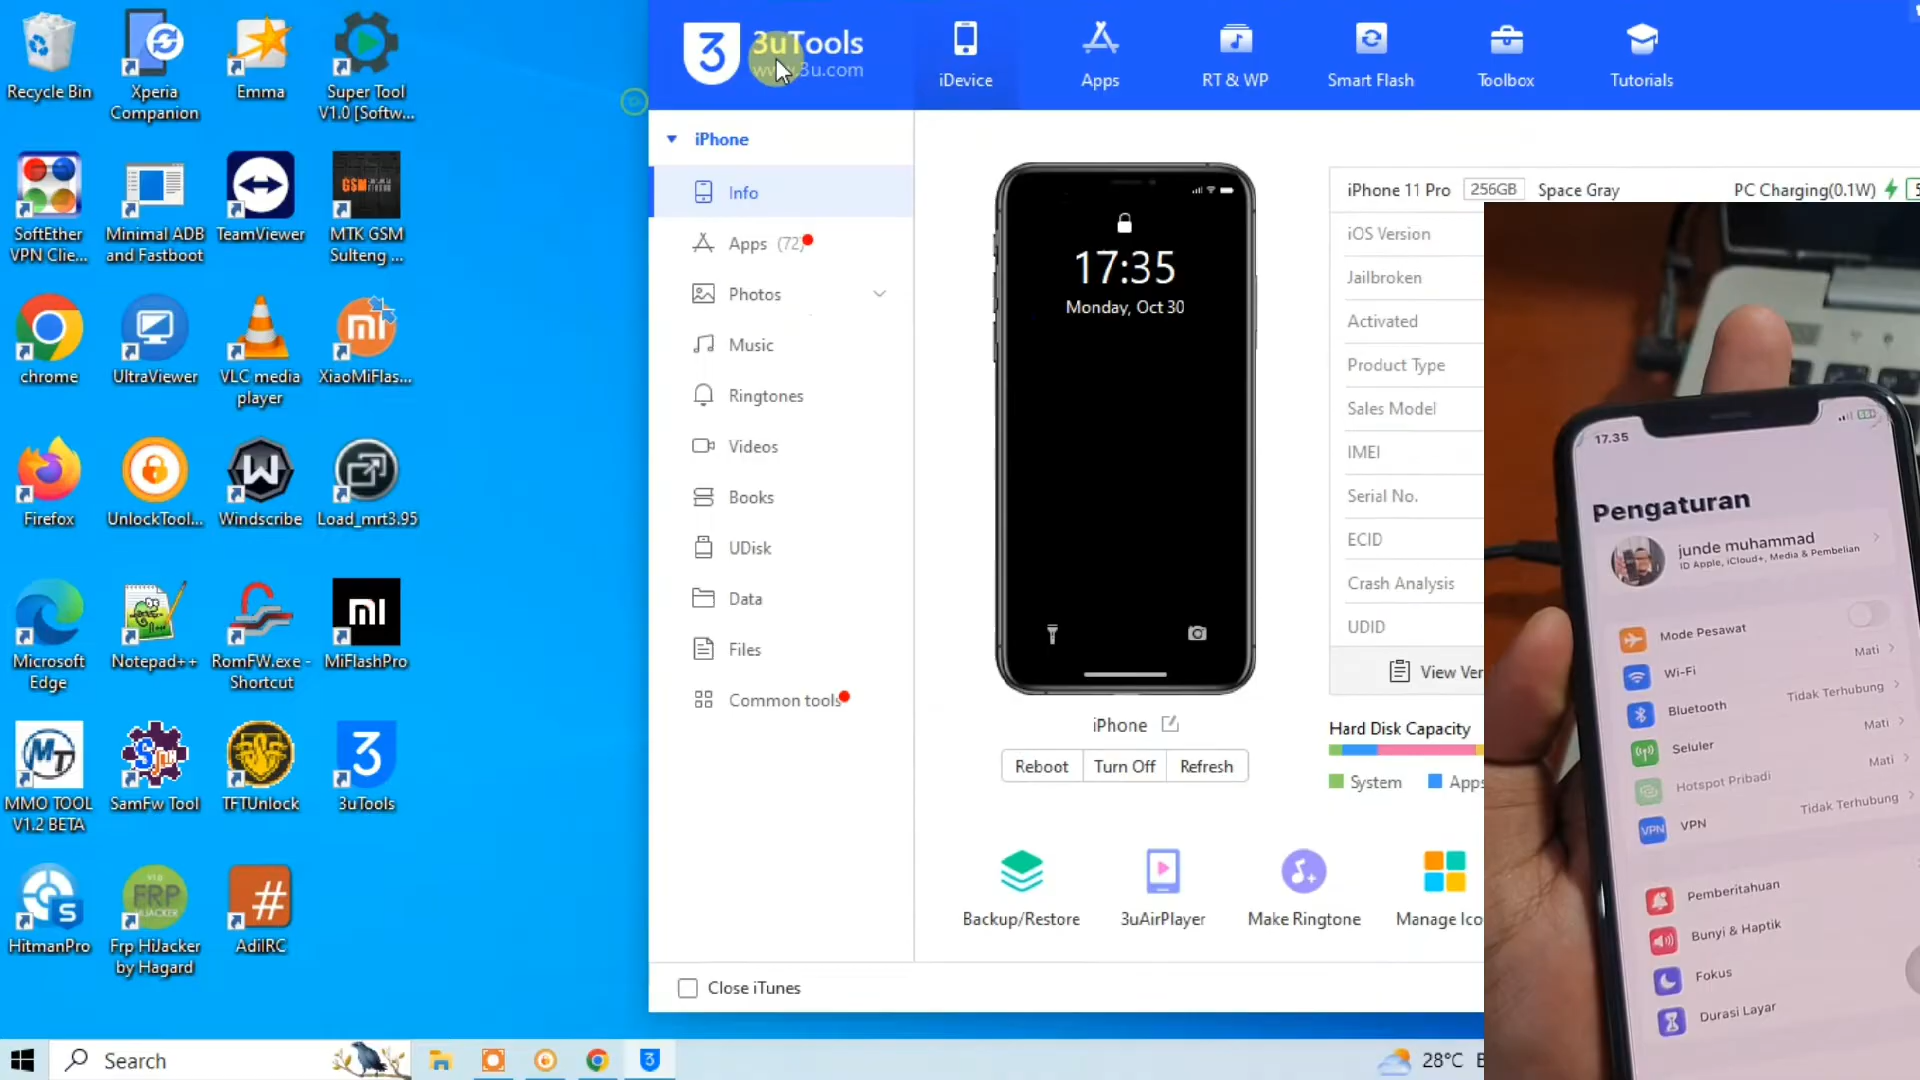 Recycle Bin
Xperia Companion
Emma
Super Tool V1.0 [Softw...
SoftEther VPN Clie...
Minimal ADB and Fastboot
TeamViewer
MTK GSM Sulteng ...
chrome
UltraViewer
VLC media player
XiaoMiFlas...
Firefox
UnlockTool...
Windscribe
Load_mrt3.95
Microsoft Edge
Notepad++
RomFW.exe - Shortcut
MiFlashPro
MMO TOOL V1.2 BETA
SamFw Tool
TFTUnlock
3uTools
HitmanPro
Frp HiJacker by Hagard
AdiIRC
3uTools
www.3u.com
iDevice
Apps
RT & WP
Smart Flash
Toolbox
Tutorials
iPhone
Info
Apps (72)
Photos
Music
Ringtones
Videos
Books
UDisk
Data
Files
Common tools
Close iTunes
17:35
Monday, Oct 30
iPhone
Reboot
Turn Off
Refresh
Backup/Restore
3uAirPlayer
Make Ringtone
Manage Ico
iPhone 11 Pro 256GB Space Gray PC Charging(0.1W)
iOS Version
Jailbroken
Activated
Product Type
Sales Model
IMEI
Serial No.
ECID
Crash Analysis
UDID
View Ver
Hard Disk Capacity
System Apps
17.35
Pengaturan
junde muhammad
ID Apple, iCloud+, Media & Pembelian
Mode Pesawat
Wi-Fi Mati
Bluetooth Tidak Terhubung
Seluler Mati
Hotspot Pribadi Mati
VPN VPN Tidak Terhubung
Pemberitahuan
Bunyi & Haptik
Fokus
Durasi Layar
Search
28°C